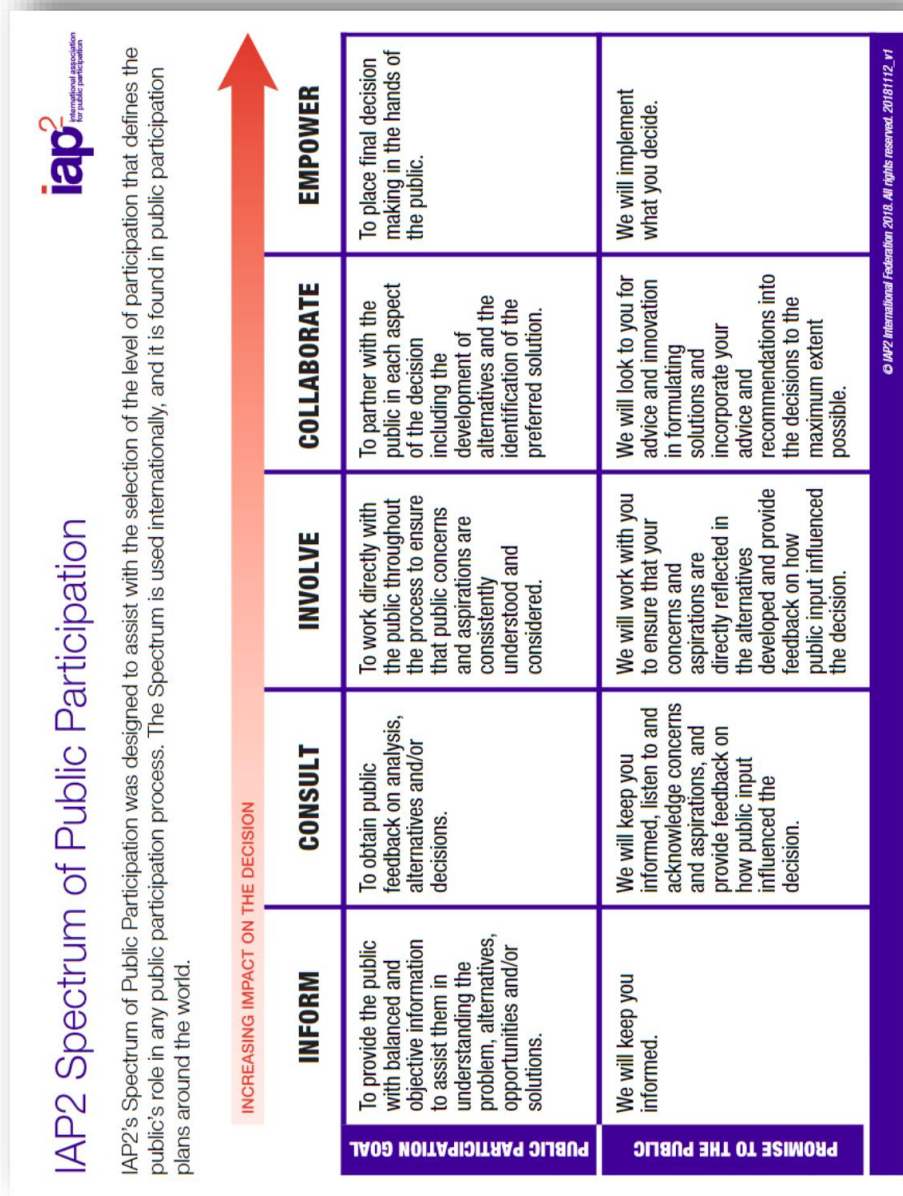 IAP2 Spectrum of Public Participation
iap2
international association
for public participation
IAP2's Spectrum of Public Participation was designed to assist with the selection of the level of participation that defines the
public's role in any public participation process. The Spectrum is used internationally, and it is found in public participation
plans around the world.
INCREASING IMPACT ON THE DECISION
INFORM
CONSULT
INVOLVE
COLLABORATE
EMPOWER
PUBLIC PARTICIPATION GOAL
To provide the public
with balanced and
objective information
to assist them in
understanding the
problem, alternatives,
opportunities and/or
solutions.
To obtain public
feedback on analysis,
alternatives and/or
decisions.
To work directly with
the public throughout
the process to ensure
that public concerns
and aspirations are
consistently
understood and
considered.
To partner with the
public in each aspect
of the decision
including the
development of
alternatives and the
identification of the
preferred solution.
To place final decision
making in the hands of
the public.
PROMISE TO THE PUBLIC
We will keep you
informed.
We will keep you
informed, listen to and
acknowledge concerns
and aspirations, and
provide feedback on
how public input
influenced the
decision.
We will work with you
to ensure that your
concerns and
aspirations are
directly reflected in
the alternatives
developed and provide
feedback on how
public input influenced
the decision.
We will look to you for
advice and innovation
in formulating
solutions and
incorporate your
advice and
recommendations into
the decisions to the
maximum extent
possible.
We will implement
what you decide.
© IAP2 International Federation 2018. All rights reserved. 20181112_v1